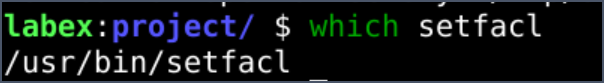 labex:project/ $ which setfacl
/usr/bin/setfacl